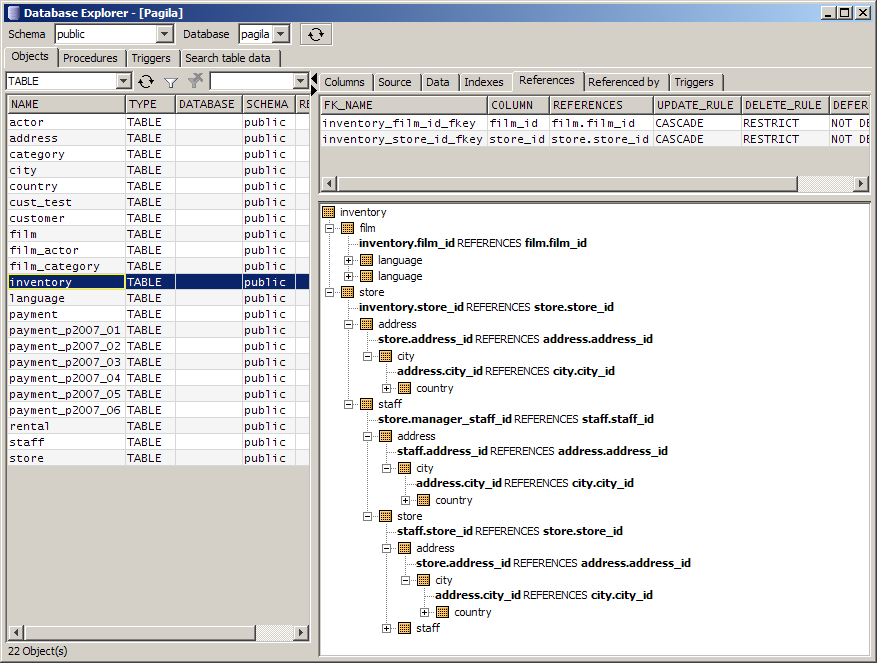 Database Explorer - [Pagila]
Schema public Database pagila
Objects Procedures Triggers Search table data
TABLE
NAME TYPE DATABASE SCHEMA RE
actor TABLE public
address TABLE public
category TABLE public
city TABLE public
country TABLE public
cust_test TABLE public
customer TABLE public
film TABLE public
film_actor TABLE public
film_category TABLE public
inventory TABLE public
language TABLE public
payment TABLE public
payment_p2007_01 TABLE public
payment_p2007_02 TABLE public
payment_p2007_03 TABLE public
payment_p2007_04 TABLE public
payment_p2007_05 TABLE public
payment_p2007_06 TABLE public
rental TABLE public
staff TABLE public
store TABLE public
22 Object(s)
Columns Source Data Indexes References Referenced by Triggers
FK_NAME COLUMN REFERENCES UPDATE_RULE DELETE_RULE DEFER
inventory_film_id_fkey film_id film.film_id CASCADE RESTRICT NOT DE
inventory_store_id_fkey store_id store.store_id CASCADE RESTRICT NOT DE
inventory
film
inventory.film_id REFERENCES film.film_id
language
language
store
inventory.store_id REFERENCES store.store_id
address
store.address_id REFERENCES address.address_id
city
address.city_id REFERENCES city.city_id
country
staff
store.manager_staff_id REFERENCES staff.staff_id
address
staff.address_id REFERENCES address.address_id
city
address.city_id REFERENCES city.city_id
country
store
staff.store_id REFERENCES store.store_id
address
store.address_id REFERENCES address.address_id
city
address.city_id REFERENCES city.city_id
country
staff